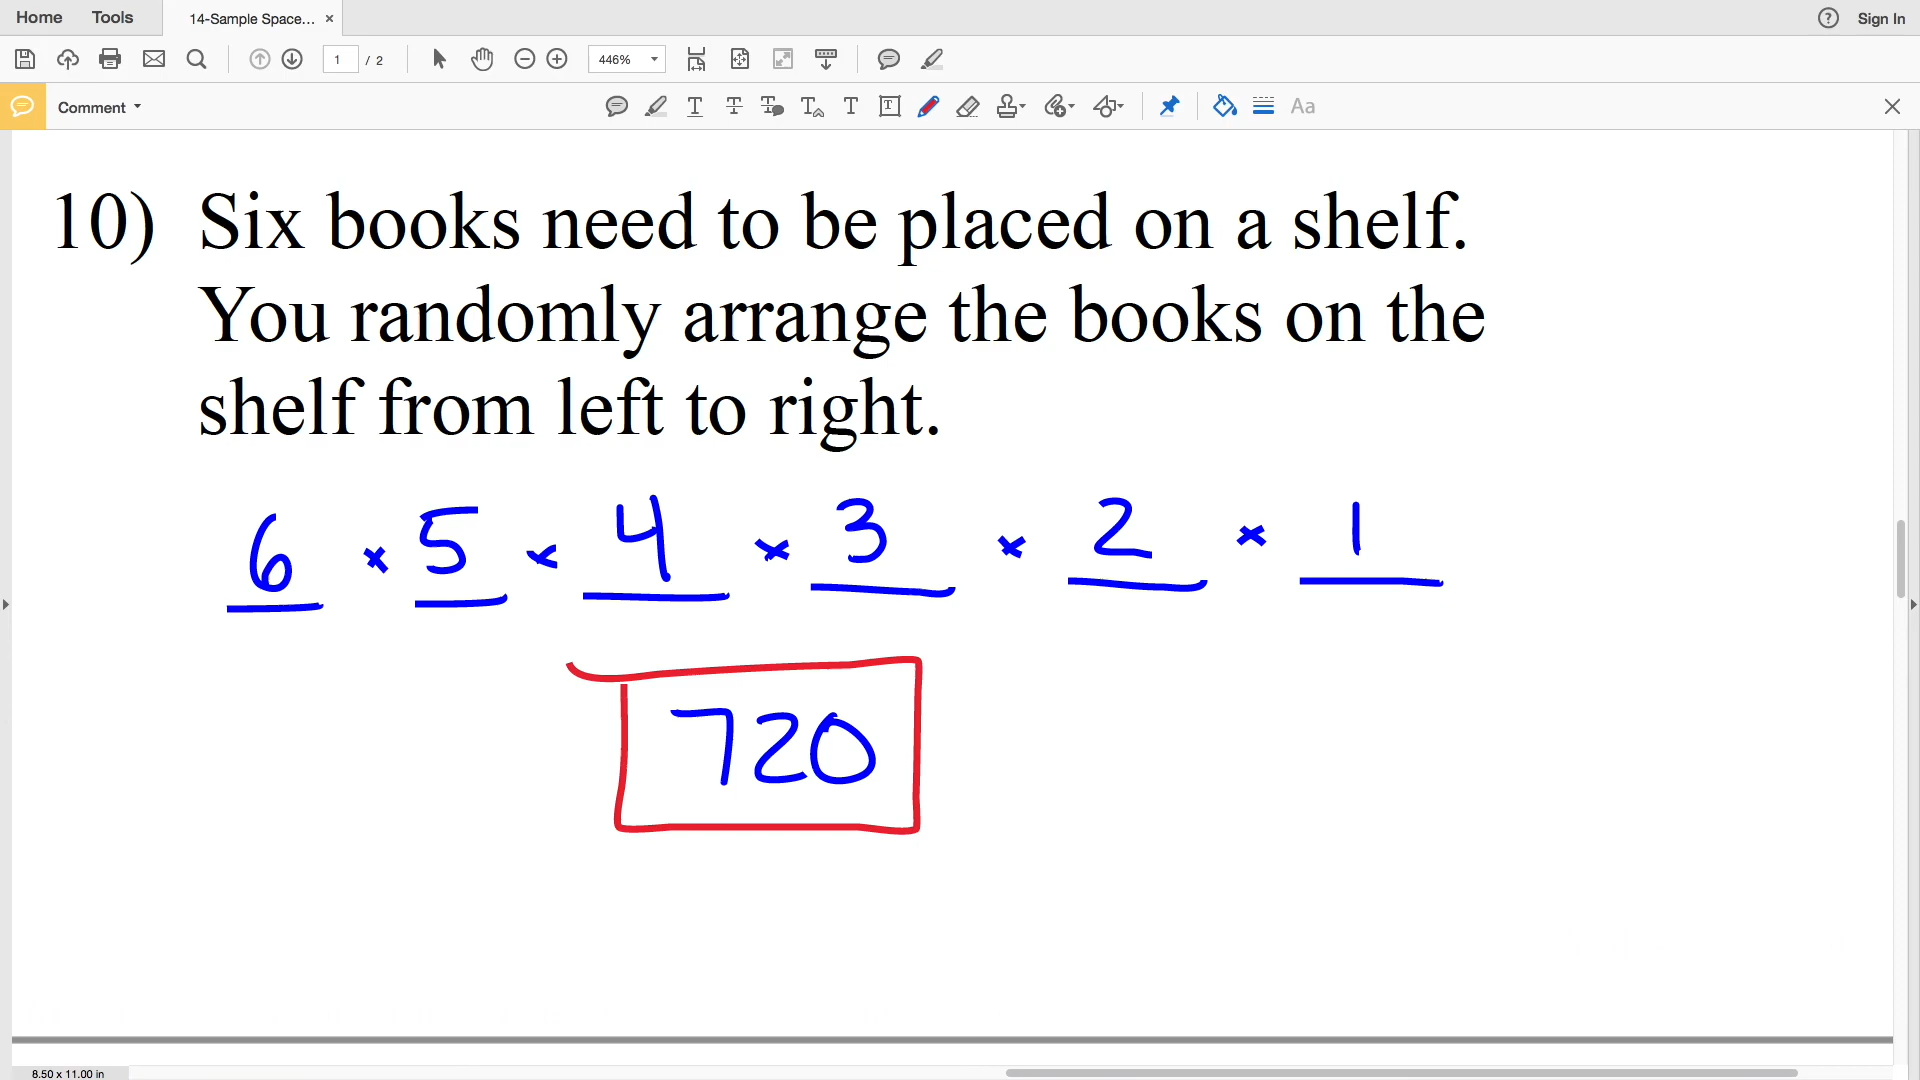 Home Tools 14-Sample Space... × ? Sign In
1 / 2 446%
Comment T T T T T T Aa
10) Six books need to be placed on a shelf.
You randomly arrange the books on the
shelf from left to right.
6 × 5 × 4 × 3 × 2 × 1
720
8.50 x 11.00 in